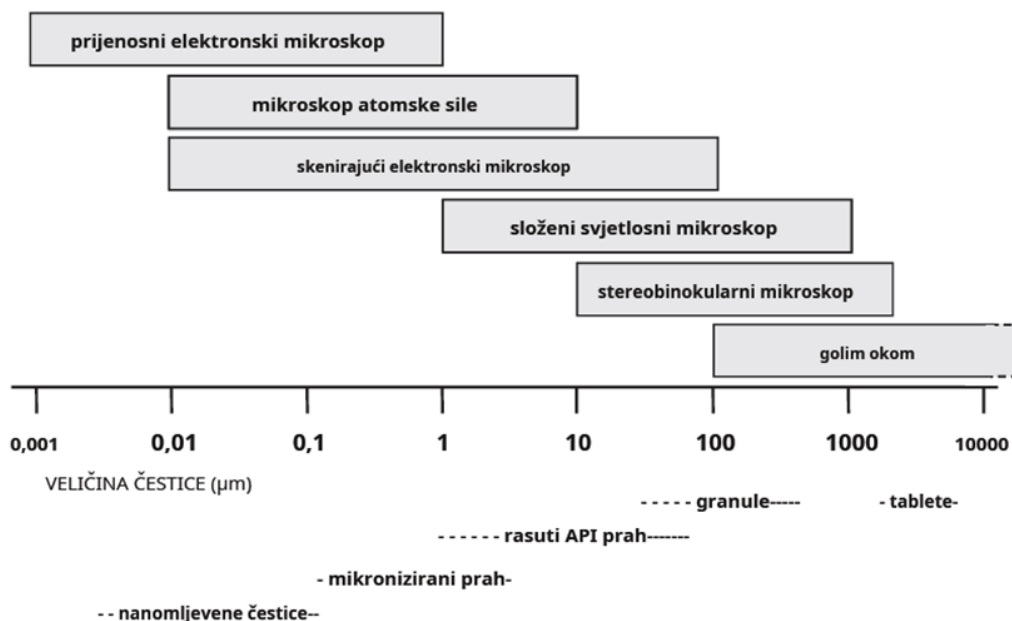 prijenosni elektronski mikroskop
mikroskop atomske sile
skenirajući elektronski mikroskop
složeni svjetlosni mikroskop
stereobinokularni mikroskop
golim okom
0,001 0,01 0,1 1 10 100 1000 10000
VELIČINA ČESTICE (µm)
- - - - - granule----- - tablete-
- - - - - - rasuti API prah-------
- mikronizirani prah-
- - nanomljevene čestice--